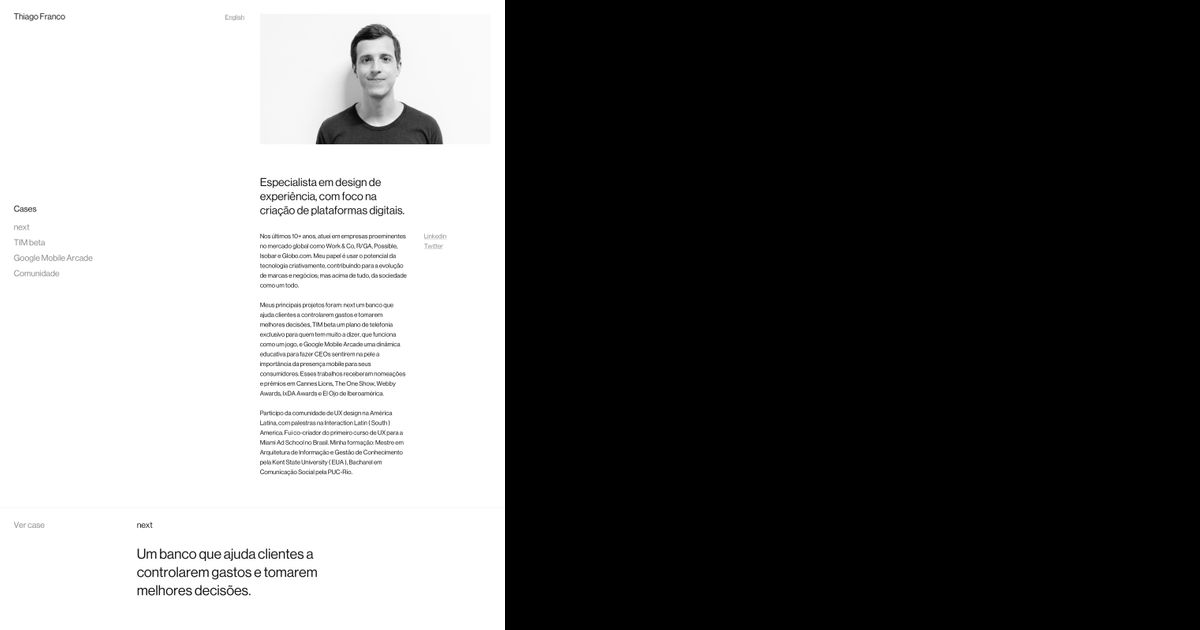 Thiago Franco
English
Especialista em design de
experiência, com foco na
criação de plataformas digitais.
Cases
next
TIM beta
Google Mobile Arcade
Comunidade
Nos últimos 10+ anos, atuei em empresas proeminentes
no mercado global como Work & Co, R/GA, Possible,
Isobar e Globo.com. Meu papel é usar o potencial da
tecnologia criativamente, contribuindo para a evolução
de marcas e negócios; mas acima de tudo, da sociedade
como um todo.
Linkedin
Twitter
Meus principais projetos foram: next um banco que
ajuda clientes a controlarem gastos e tomarem
melhores decisões, TIM beta um plano de telefonia
exclusivo para quem tem muito a dizer, que funciona
como um jogo, e Google Mobile Arcade uma dinâmica
educativa para fazer CEOs sentirem na pele a
importância da presença mobile para seus
consumidores. Esses trabalhos receberam nomeações
e prêmios em Cannes Lions, The One Show, Webby
Awards, IxDA Awards e El Ojo de Iberoamérica.
Participo da comunidade de UX design na América
Latina, com palestras na Interaction Latin ( South )
America. Fui co-criador do primeiro curso de UX para a
Miami Ad School no Brasil. Minha formação: Mestre em
Arquitetura de Informação e Gestão de Conhecimento
pela Kent State University ( EUA ), Bacharel em
Comunicação Social pela PUC-Rio.
Ver case
next
Um banco que ajuda clientes a
controlarem gastos e tomarem
melhores decisões.